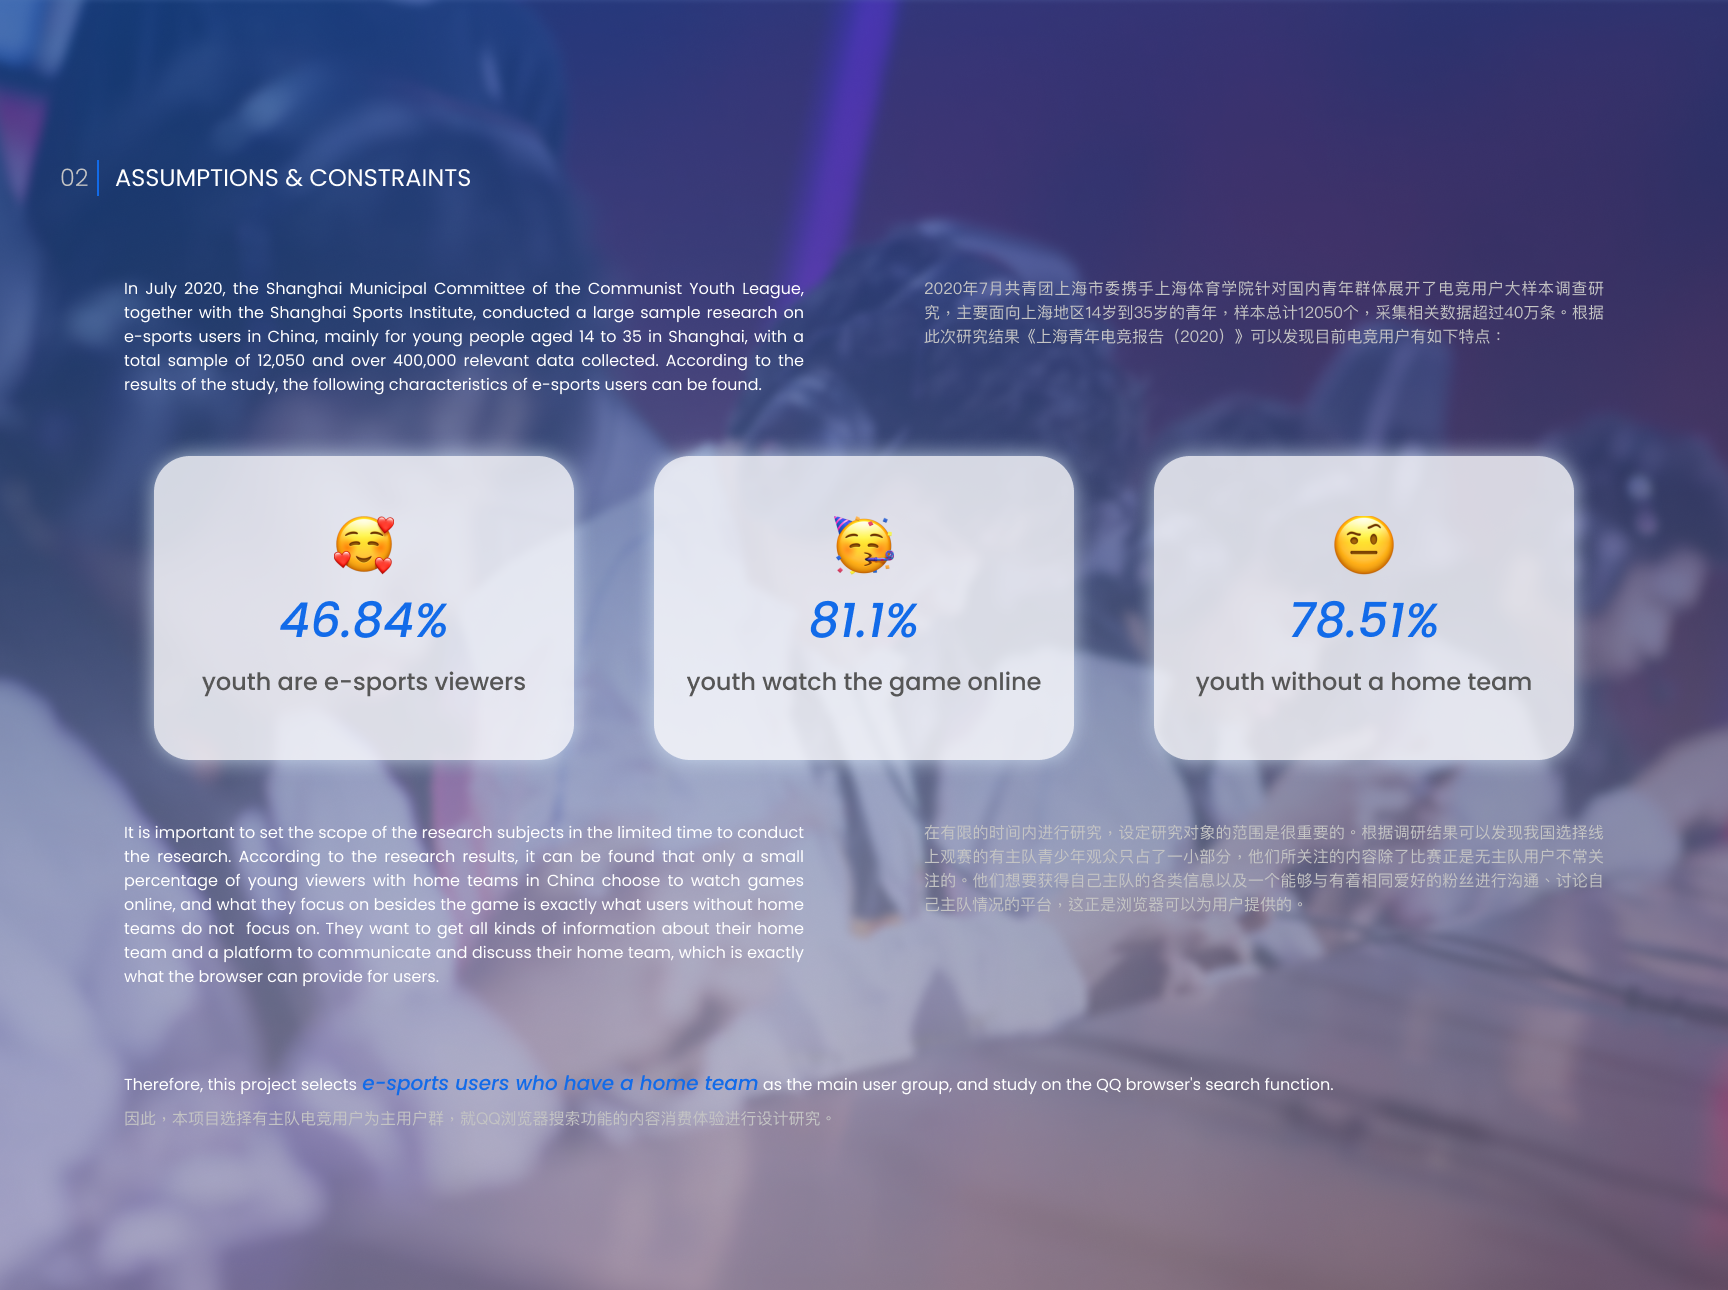 02 ASSUMPTIONS & CONSTRAINTS
In July 2020, the Shanghai Municipal Committee of the Communist Youth League,
together with the Shanghai Sports Institute, conducted a large sample research on
e-sports users in China, mainly for young people aged 14 to 35 in Shanghai, with a
total sample of 12,050 and over 400,000 relevant data collected. According to the
results of the study, the following characteristics of e-sports users can be found.
2020年7月共青团上海市委携手上海体育学院针对国内青年群体展开了电竞用户大样本调查研
究，主要面向上海地区14岁到35岁的青年，样本总计12050个，采集相关数据超过40万条。根据
此次研究结果《上海青年电竞报告（2020）》可以发现目前电竞用户有如下特点：
46.84%
youth are e-sports viewers
81.1%
youth watch the game online
78.51%
youth without a home team
It is important to set the scope of the research subjects in the limited time to conduct
the research. According to the research results, it can be found that only a small
percentage of young viewers with home teams in China choose to watch games
online, and what they focus on besides the game is exactly what users without home
teams do not  focus on. They want to get all kinds of information about their home
team and a platform to communicate and discuss their home team, which is exactly
what the browser can provide for users.
在有限的时间内进行研究，设定研究对象的范围是很重要的。根据调研结果可以发现我国选择线
上观赛的有主队青少年观众只占了一小部分，他们所关注的内容除了比赛正是无主队用户不常关
注的。他们想要获得自己主队的各类信息以及一个能够与有着相同爱好的粉丝进行沟通、讨论自
己主队情况的平台，这正是浏览器可以为用户提供的。
Therefore, this project selects e-sports users who have a home team as the main user group, and study on the QQ browser's search function.
因此，本项目选择有主队电竞用户为主用户群，就QQ浏览器搜索功能的内容消费体验进行设计研究。